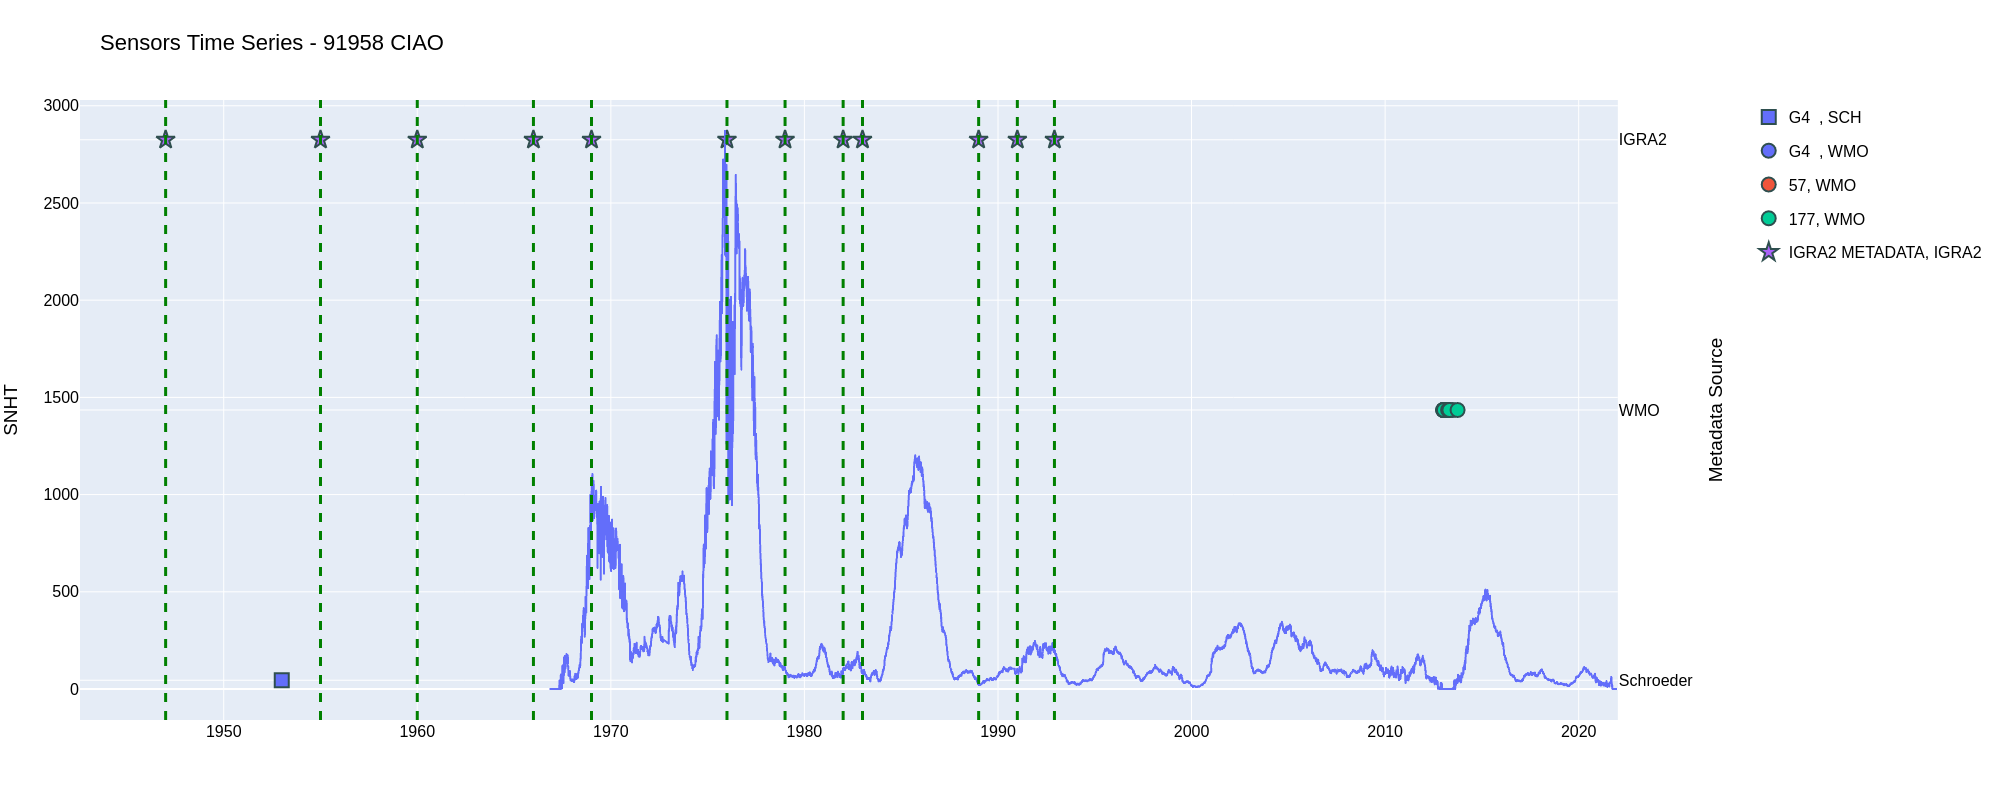 Sensors Time Series - 91958 CIAO
3000
2500
2000
1500
1000
500
0
SNHT
1950
1960
1970
1980
1990
2000
2010
2020
IGRA2
WMO
Schroeder
Metadata Source
G4  , SCH
G4  , WMO
57, WMO
177, WMO
IGRA2 METADATA, IGRA2